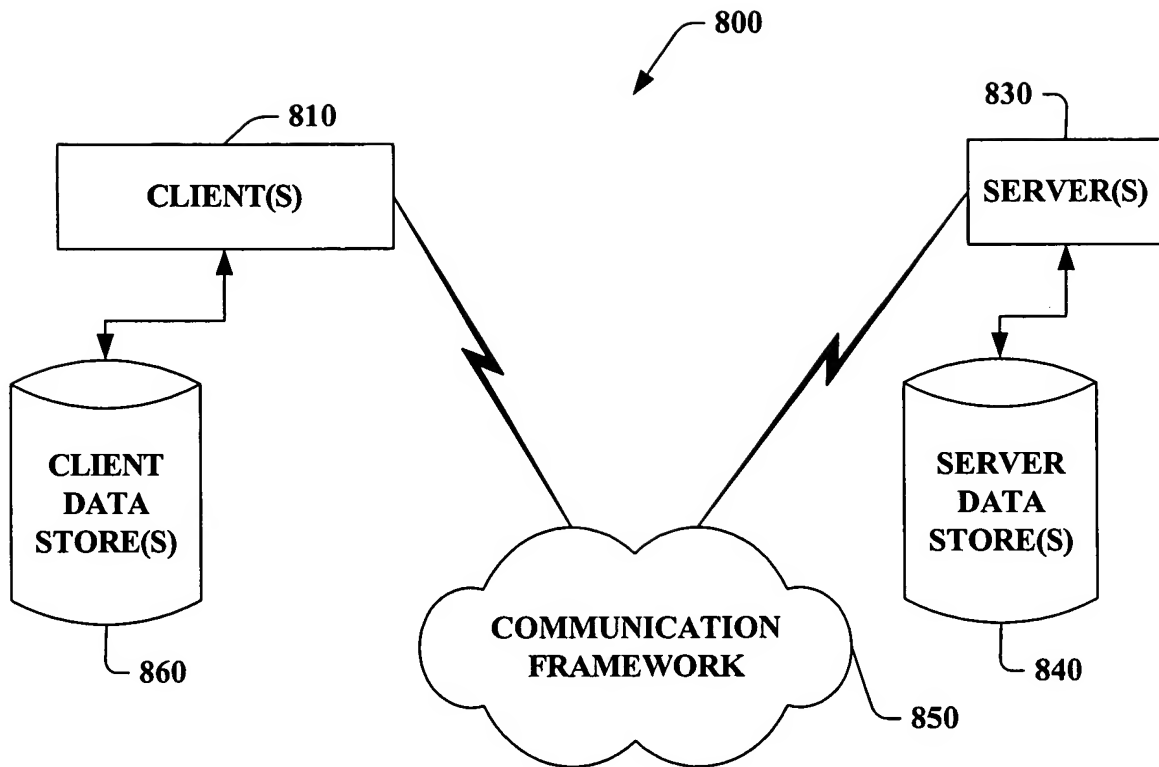 800
810
830
CLIENT(S)
SERVER(S)
CLIENT
DATA
STORE(S)
SERVER
DATA
STORE(S)
COMMUNICATION
FRAMEWORK
860
840
850